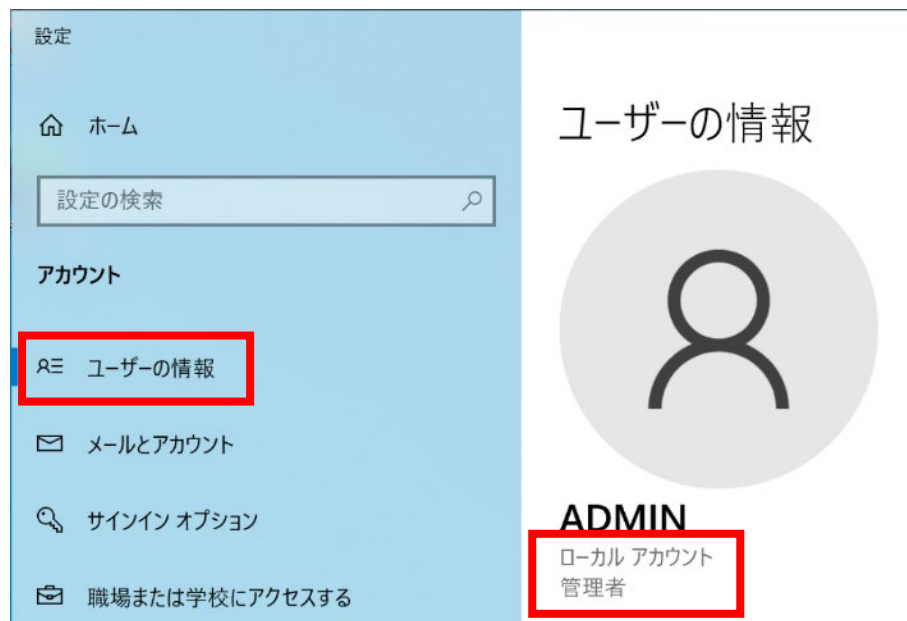 設定
ホーム
設定の検索
アカウント
ユーザーの情報
メールとアカウント
サインイン オプション
職場または学校にアクセスする
ユーザーの情報
ADMIN
ローカル アカウント
管理者